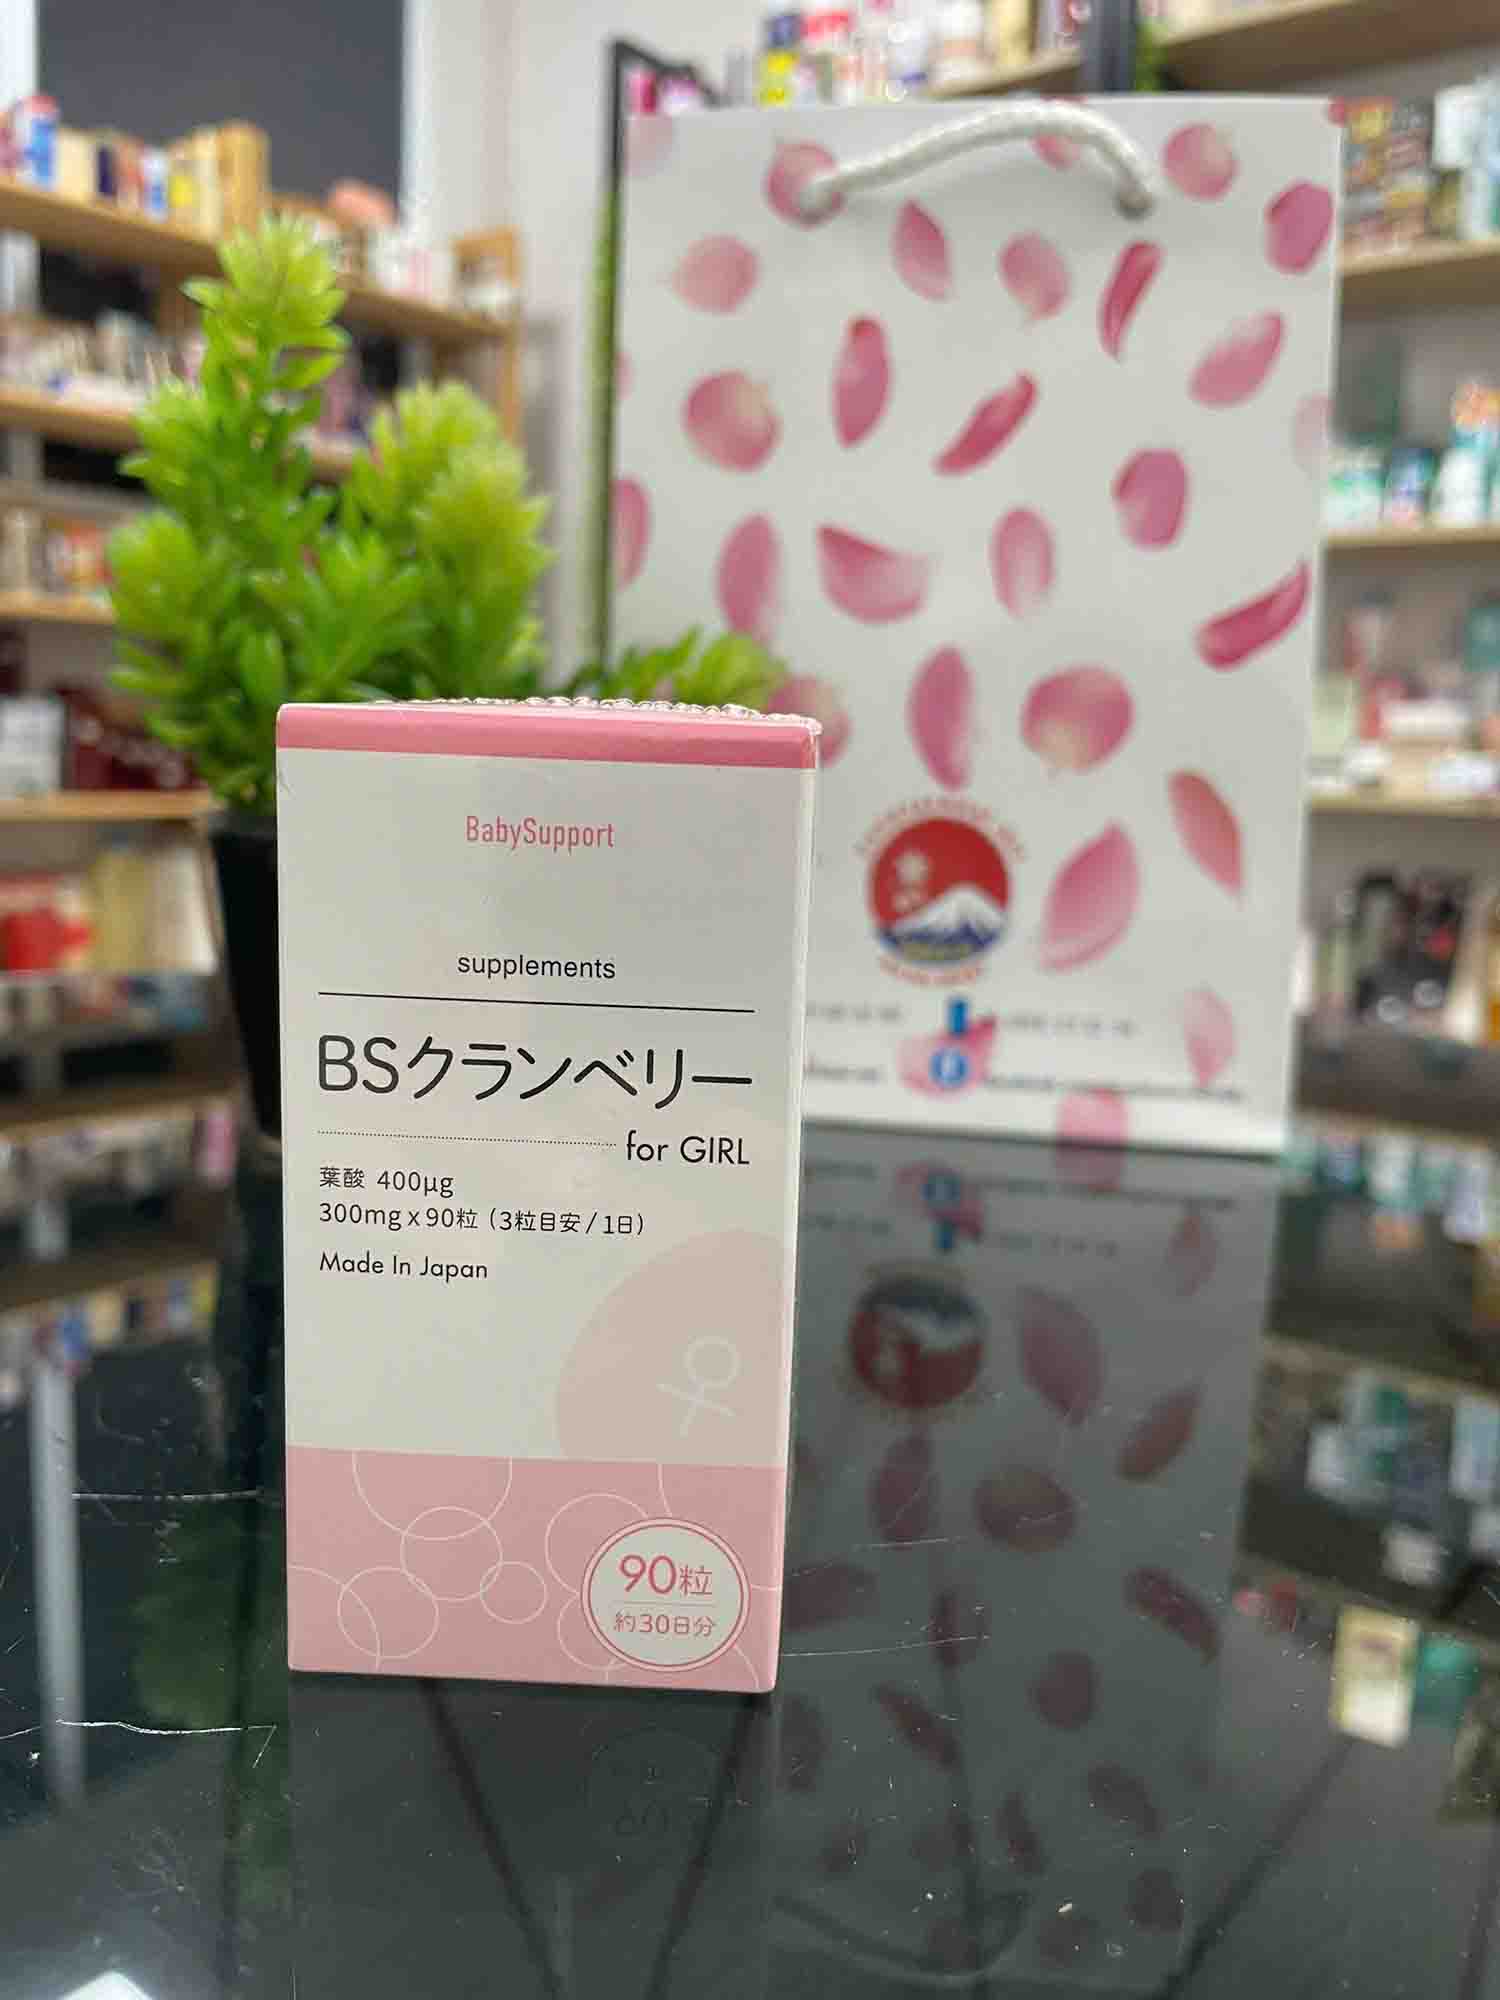 BabySupport
supplements
BSクランベリー
for GIRL
葉酸 400μg
300mg x 90粒 (3粒目安 / 1日)
Made In Japan
90粒
約30日分